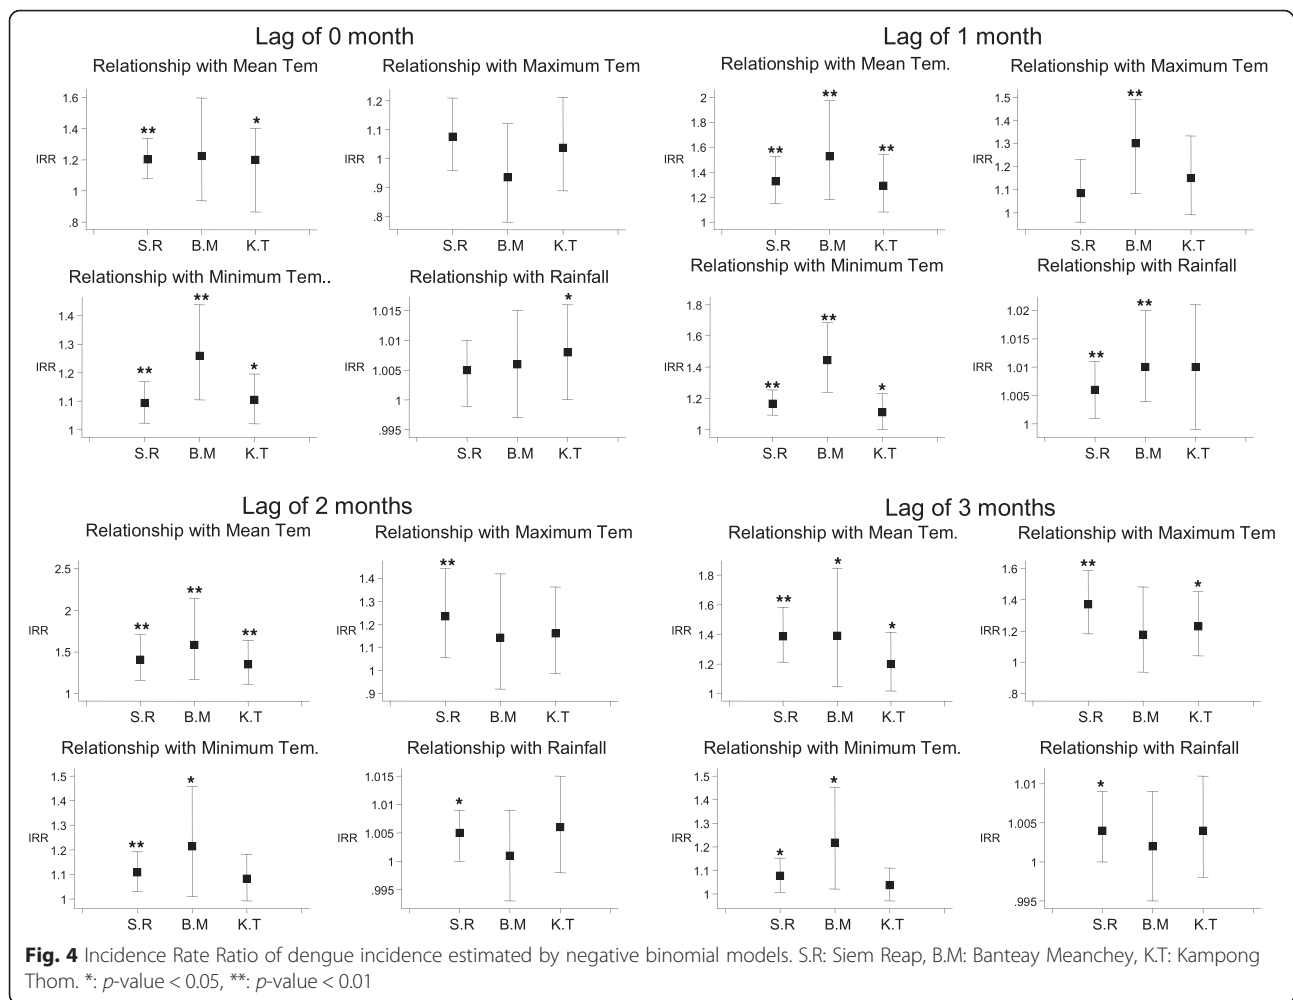 Lag of 0 month
Relationship with Mean Tem
1.6
1.4
**
*
IRR
1.2
1
.8
S.R B.M K.T
Relationship with Maximum Tem
1.2
1.1
IRR
1
.9
.8
S.R B.M K.T
Relationship with Minimum Tem..
**
1.4
1.3
IRR
**
*
1.2
1.1
1
S.R B.M K.T
Relationship with Rainfall
*
1.015
1.01
IRR
1.005
1
.995
S.R B.M K.T
Lag of 1 month
Relationship with Mean Tem.
**
2
1.8
1.6
**
**
IRR
1.4
1.2
1
S.R B.M K.T
Relationship with Maximum Tem
**
1.5
1.4
1.3
IRR
1.2
1.1
1
S.R B.M K.T
Relationship with Minimum Tem
1.8
**
1.6
IRR
1.4
**
*
1.2
1
S.R B.M K.T
Relationship with Rainfall
**
1.02
1.015
IRR
**
1.01
1.005
1
S.R B.M K.T
Lag of 2 months
Relationship with Mean Tem
2.5
**
2
IRR
**
**
1.5
1
S.R B.M K.T
Relationship with Maximum Tem
**
1.4
1.3
IRR
1.2
1.1
1
.9
S.R B.M K.T
Relationship with Minimum Tem.
1.5
*
1.4
1.3
IRR
1.2
**
1.1
1
S.R B.M K.T
Relationship with Rainfall
1.015
*
1.01
IRR
1.005
1
.995
S.R B.M K.T
Lag of 3 months
Relationship with Mean Tem.
*
1.8
1.6
**
*
IRR
1.4
1.2
1
S.R B.M K.T
Relationship with Maximum Tem
**
1.6
*
1.4
IRR
1.2
1
.8
S.R B.M K.T
Relationship with Minimum Tem.
1.5
*
1.4
1.3
IRR
1.2
*
1.1
1
S.R B.M K.T
Relationship with Rainfall
1.01
*
1.005
IRR
1
.995
S.R B.M K.T
Fig. 4 Incidence Rate Ratio of dengue incidence estimated by negative binomial models. S.R: Siem Reap, B.M: Banteay Meanchey, K.T: Kampong
Thom. *: p-value < 0.05, **: p-value < 0.01